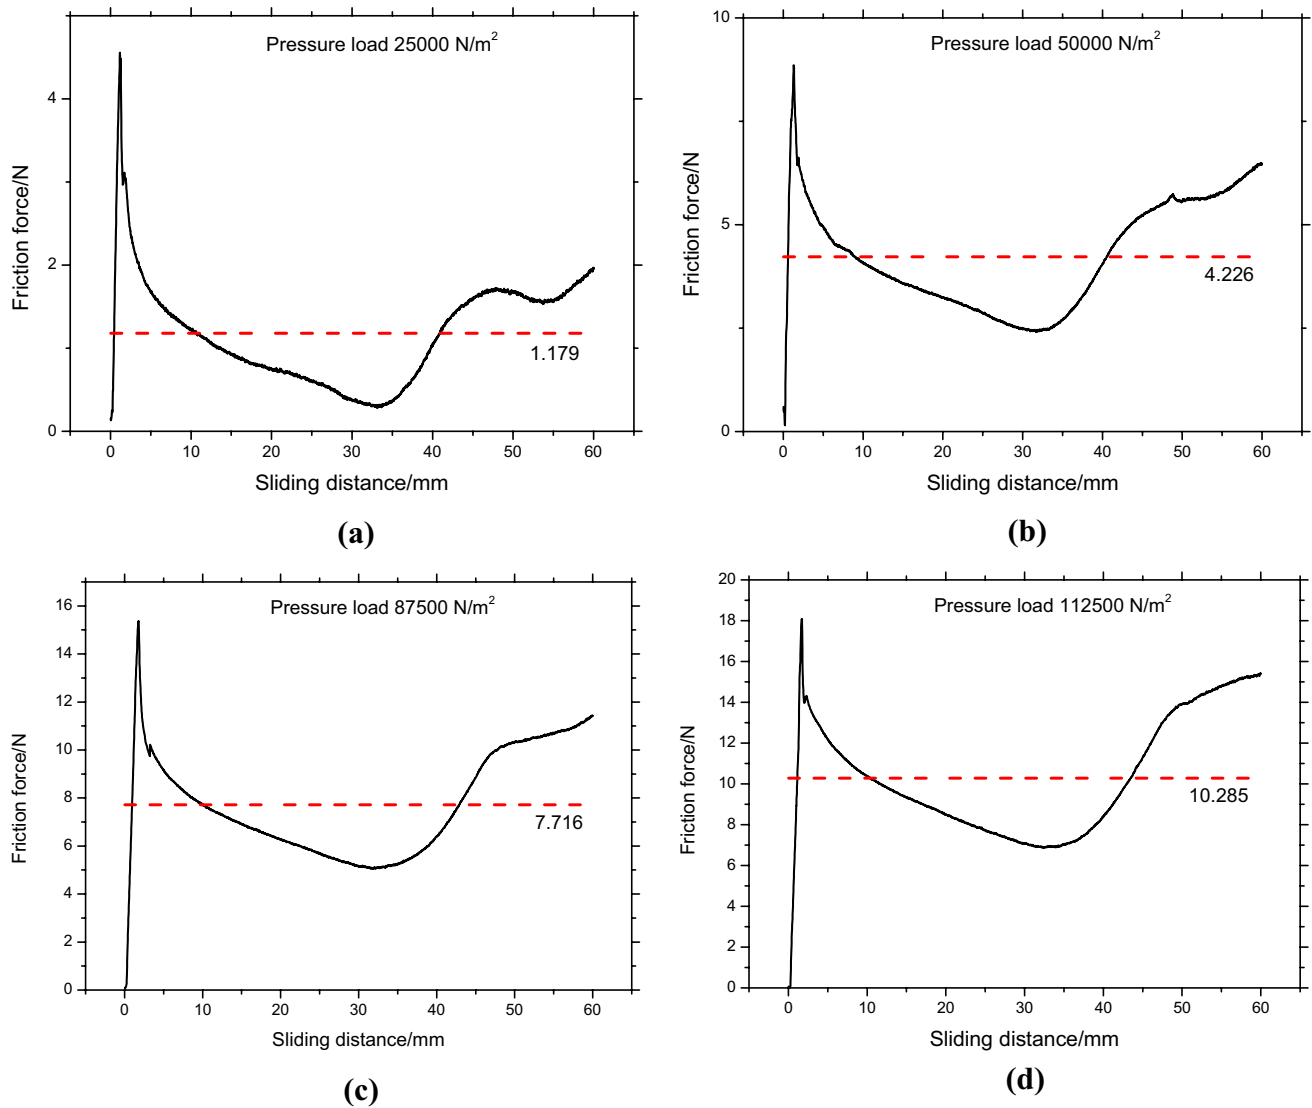 Pressure load 25000 N/m²
Friction force/N
4
2
0
1.179
0 10 20 30 40 50 60
Sliding distance/mm
(a)
Pressure load 50000 N/m²
Friction force/N
10
5
0
4.226
0 10 20 30 40 50 60
Sliding distance/mm
(b)
Pressure load 87500 N/m²
Friction force/N
16
14
12
10
8
6
4
2
0
7.716
0 10 20 30 40 50 60
Sliding distance/mm
(c)
Pressure load 112500 N/m²
Friction force/N
20
18
16
14
12
10
8
6
4
2
0
10.285
0 10 20 30 40 50 60
Sliding distance/mm
(d)